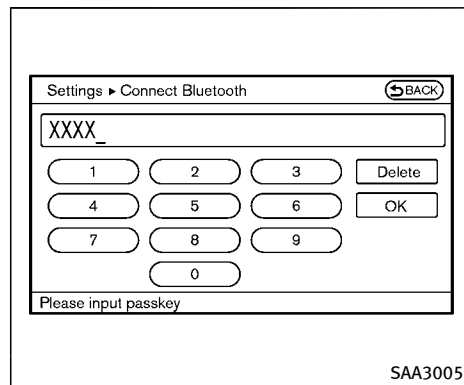 Settings ▸ Connect Bluetooth BACK
XXXX_
1 2 3 Delete
4 5 6 OK
7 8 9
0
Please input passkey
SAA3005